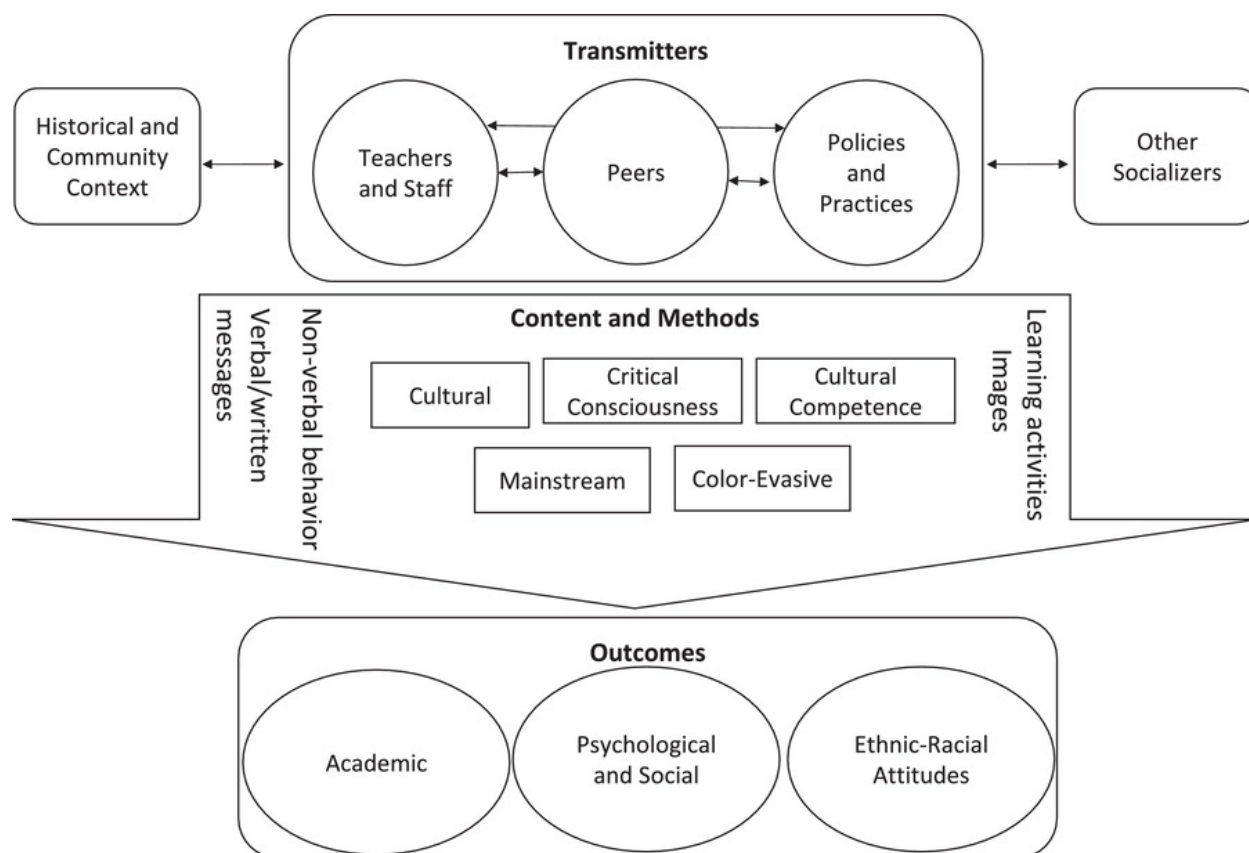 Transmitters
Historical and
Community
Context
Teachers
and Staff
Peers
Policies
and
Practices
Other
Socializers
Content and Methods
Verbal/written
messages
Non-verbal behavior
Cultural
Critical
Consciousness
Cultural
Competence
Mainstream
Color-Evasive
Learning activities
Images
Outcomes
Academic
Psychological
and Social
Ethnic-Racial
Attitudes